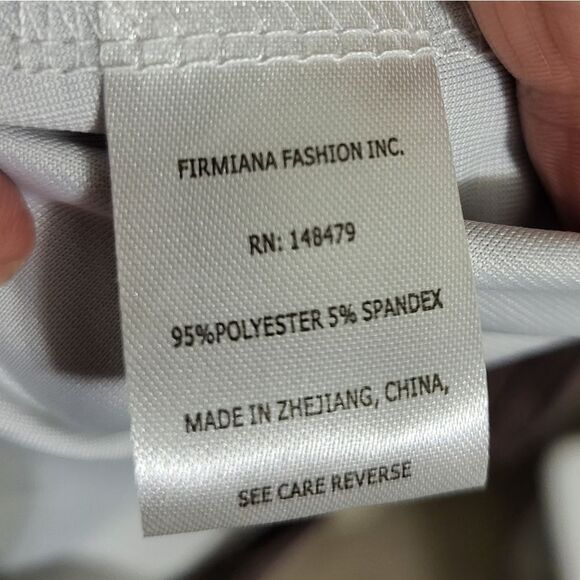 FIRMIANA FASHION INC.
RN: 148479
95%POLYESTER 5% SPANDEX
MADE IN ZHEJIANG, CHINA,
SEE CARE REVERSE